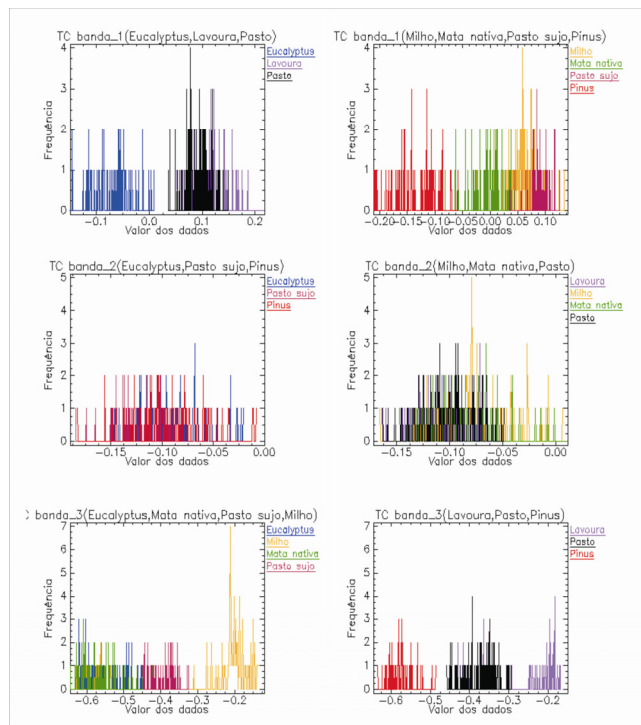 TC banda_1(Eucalyptus,Lavoura,Pasto)
4
3
2
1
0
Frequência
-0.1
0.0
0.1
0.2
Valor dos dados
Eucalyptus
Lavoura
Pasto
TC banda_1(Milho,Mata nativa,Pasto sujo,Pinus)
4
3
2
1
0
Frequência
-0.20
-0.15
-0.10
-0.05
0.00
0.05
0.10
Valor dos dados
Milho
Mata nativa
Pasto sujo
Pinus
TC banda_2(Eucalyptus,Pasto sujo,Pinus)
5
4
3
2
1
0
Frequência
-0.15
-0.10
-0.05
0.00
Valor dos dados
Eucalyptus
Pasto sujo
Pinus
TC banda_2(Milho,Mata nativa,Pasto)
5
4
3
2
1
0
Frequência
-0.15
-0.10
-0.05
0.00
Valor dos dados
Lavoura
Milho
Mata nativa
Pasto
C banda_3(Eucalyptus,Mata nativa,Pasto sujo,Milho)
7
6
5
4
3
2
1
0
Frequência
-0.6
-0.5
-0.4
-0.3
-0.2
Valor dos dados
Eucalyptus
Milho
Mata nativa
Pasto sujo
TC banda_3(Lavoura,Pasto,Pinus)
7
6
5
4
3
2
1
0
Frequência
-0.6
-0.5
-0.4
-0.3
-0.2
Valor dos dados
Lavoura
Pasto
Pinus